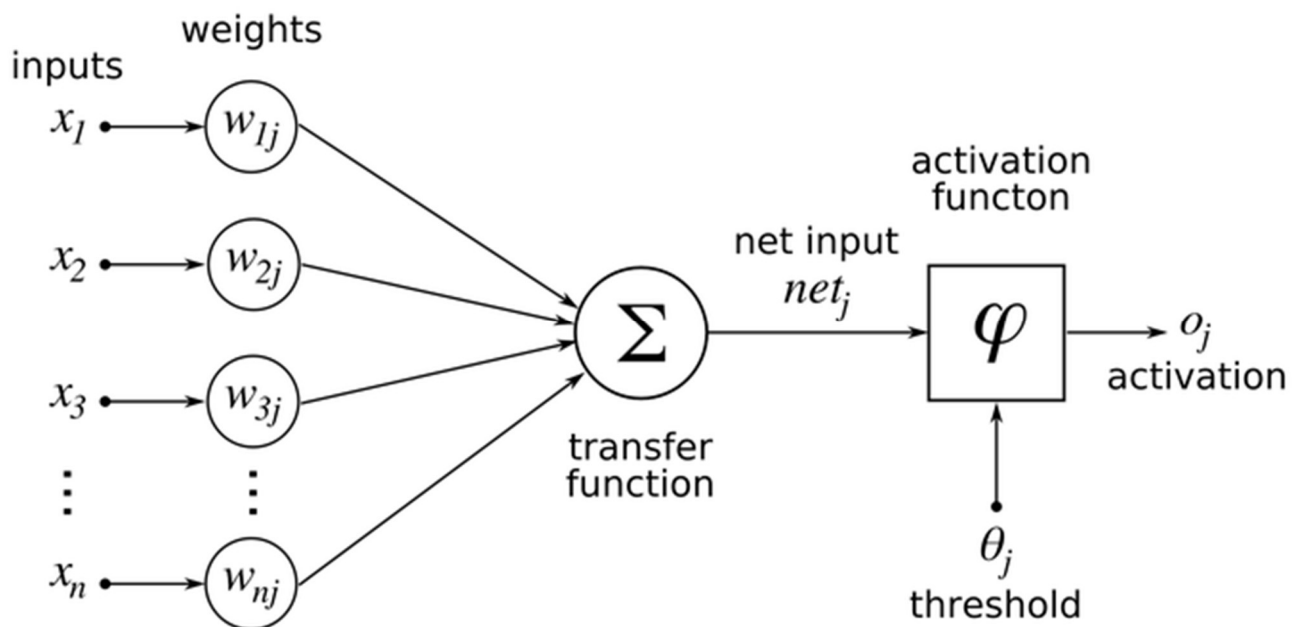 weights
inputs
x1
w1j
x2
w2j
x3
w3j
⋮ ⋮
xn
wnj
Σ
transfer
function
net input
netj
activation
functon
φ
oj
activation
θj
threshold